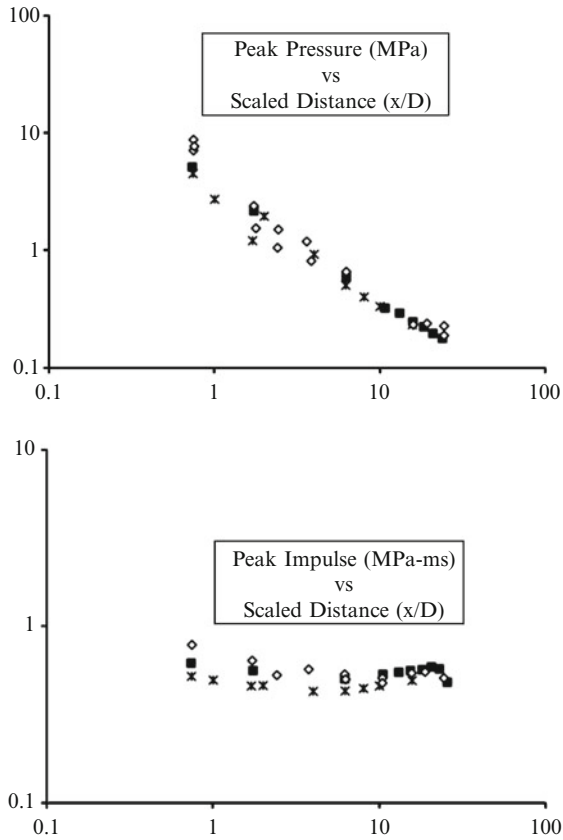 100
Peak Pressure (MPa)
vs
Scaled Distance (x/D)
10
1
0.1
0.1 1 10 100
10
Peak Impulse (MPa-ms)
vs
Scaled Distance (x/D)
1
0.1
0.1 1 10 100